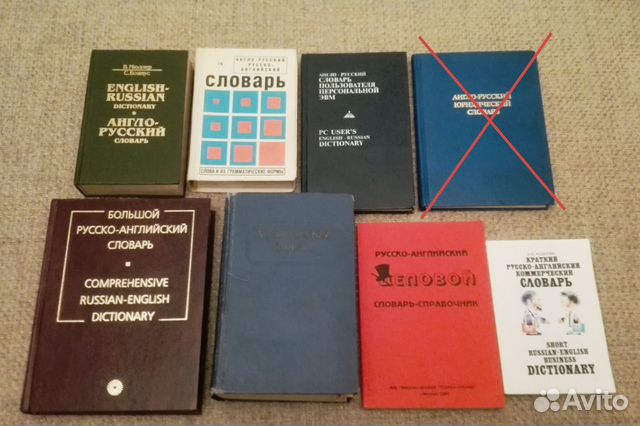 В. Мюллер
С. Боянус
ENGLISH-
RUSSIAN
DICTIONARY
АНГЛО-
РУССКИЙ
СЛОВАРЬ
АНГЛО-РУССКИЙ
РУССКО-
АНГЛИЙСКИЙ
СЛОВАРЬ
СЛОВА И ИХ ГРАММАТИЧЕСКИЕ ФОРМЫ
АНГЛО-РУССКИЙ
СЛОВАРЬ
ПОЛЬЗОВАТЕЛЯ
ПЕРСОНАЛЬНОЙ
ЭВМ
PC USER'S
ENGLISH-RUSSIAN
DICTIONARY
АНГЛО-РУССКИЙ
ЮРИДИЧЕСКИЙ
СЛОВАРЬ
БОЛЬШОЙ
РУССКО-АНГЛИЙСКИЙ
СЛОВАРЬ
COMPREHENSIVE
RUSSIAN-ENGLISH
DICTIONARY
РУССКО-АНГЛИЙСКИЙ
ДЕЛОВОЙ
СЛОВАРЬ-СПРАВОЧНИК
КРАТКИЙ
РУССКО-АНГЛИЙСКИЙ
КОММЕРЧЕСКИЙ
СЛОВАРЬ
SHORT
RUSSIAN-ENGLISH
BUSINESS
DICTIONARY
Avito